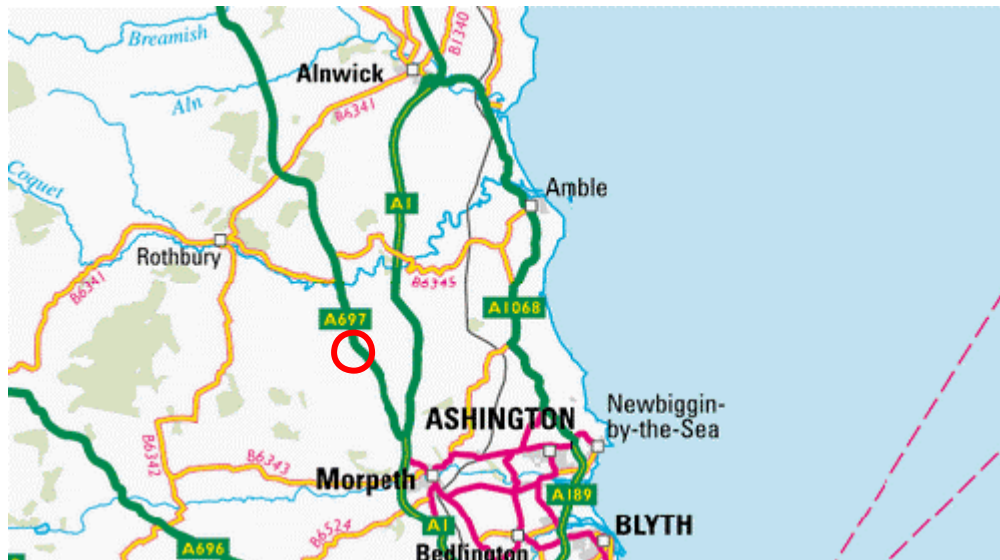 Breamish
B1340
Alnwick
Aln
B6341
Coquet
Amble
A1
Rothbury
B6341
B6345
A697
A1068
ASHINGTON
Newbiggin-
by-the-Sea
B6342
B6343
Morpeth
A189
B6524
A1
BLYTH
A696
Bedlington